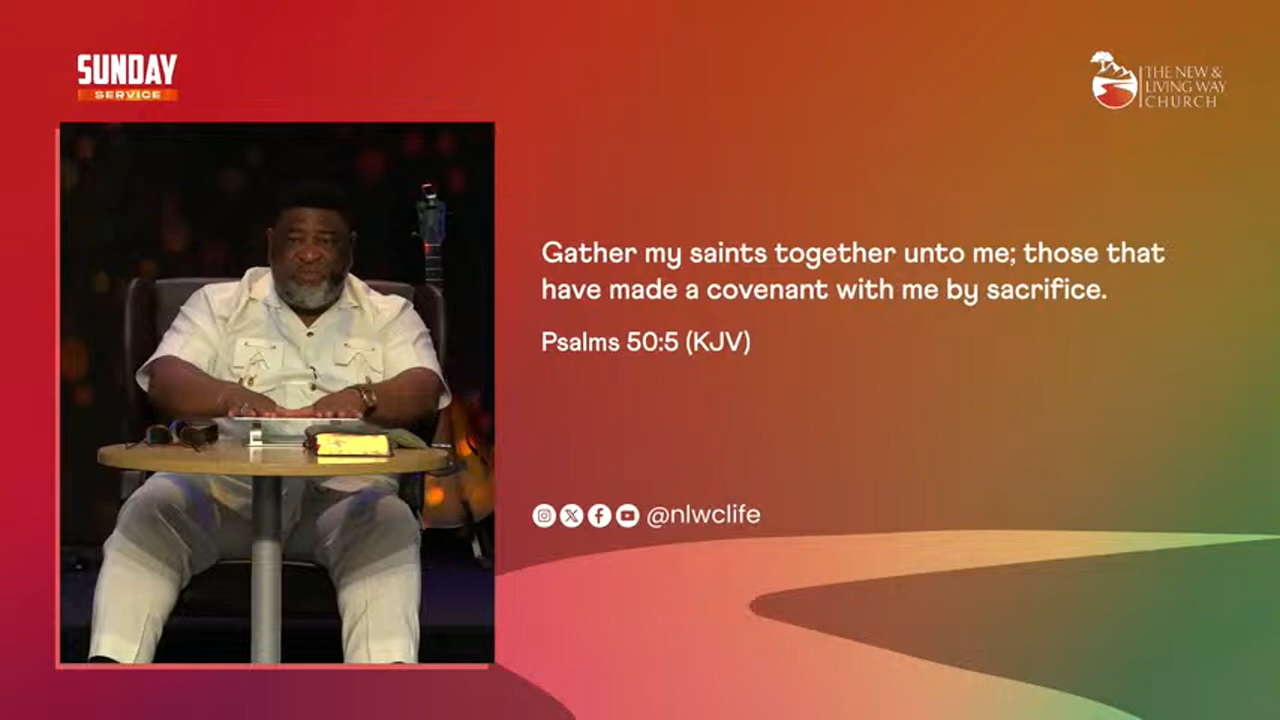 SUNDAY
SERVICE
THE NEW &
LIVING WAY
CHURCH
Gather my saints together unto me; those that
have made a covenant with me by sacrifice.
Psalms 50:5 (KJV)
@nlwclife